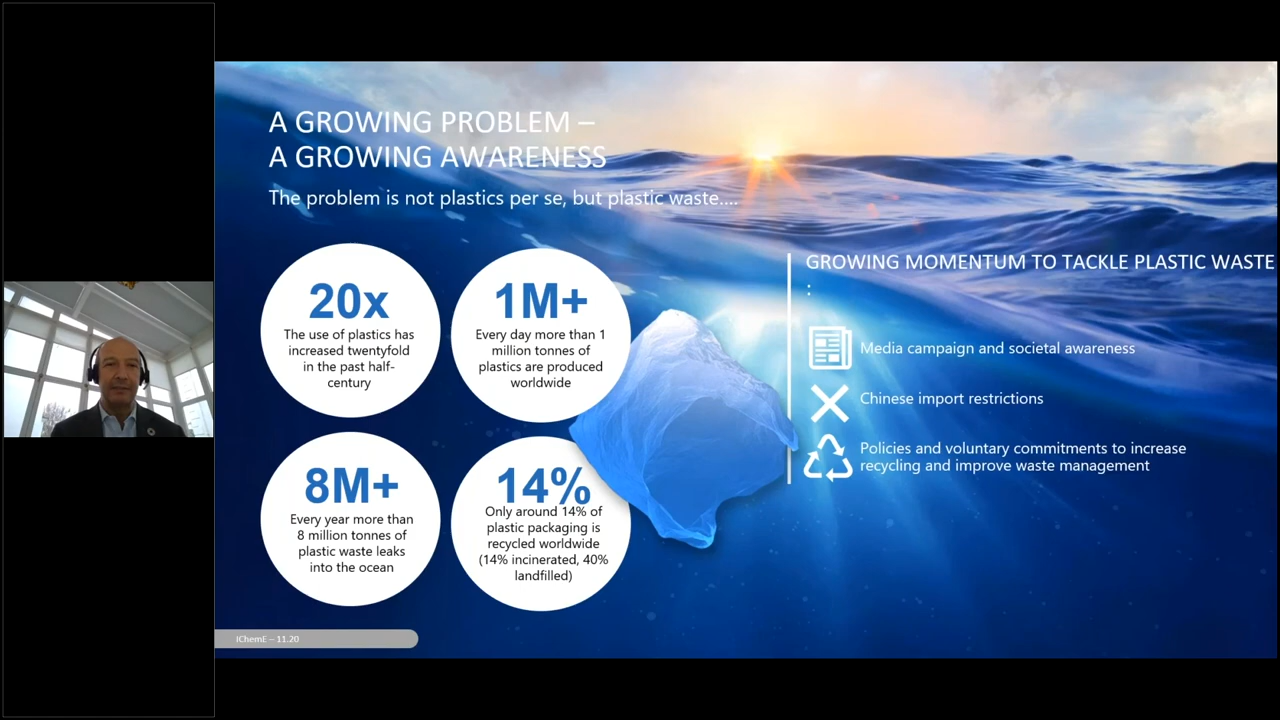 A GROWING PROBLEM –
A GROWING AWARENESS
The problem is not plastics per se, but plastic waste....
20x
The use of plastics has
increased twentyfold
in the past half-
century
1M+
Every day more than 1
million tonnes of
plastics are produced
worldwide
8M+
Every year more than
8 million tonnes of
plastic waste leaks
into the ocean
14%
Only around 14% of
plastic packaging is
recycled worldwide
(14% incinerated, 40%
landfilled)
GROWING MOMENTUM TO TACKLE PLASTIC WASTE
:
Media campaign and societal awareness
Chinese import restrictions
Policies and voluntary commitments to increase
recycling and improve waste management
IChemE – 11.20